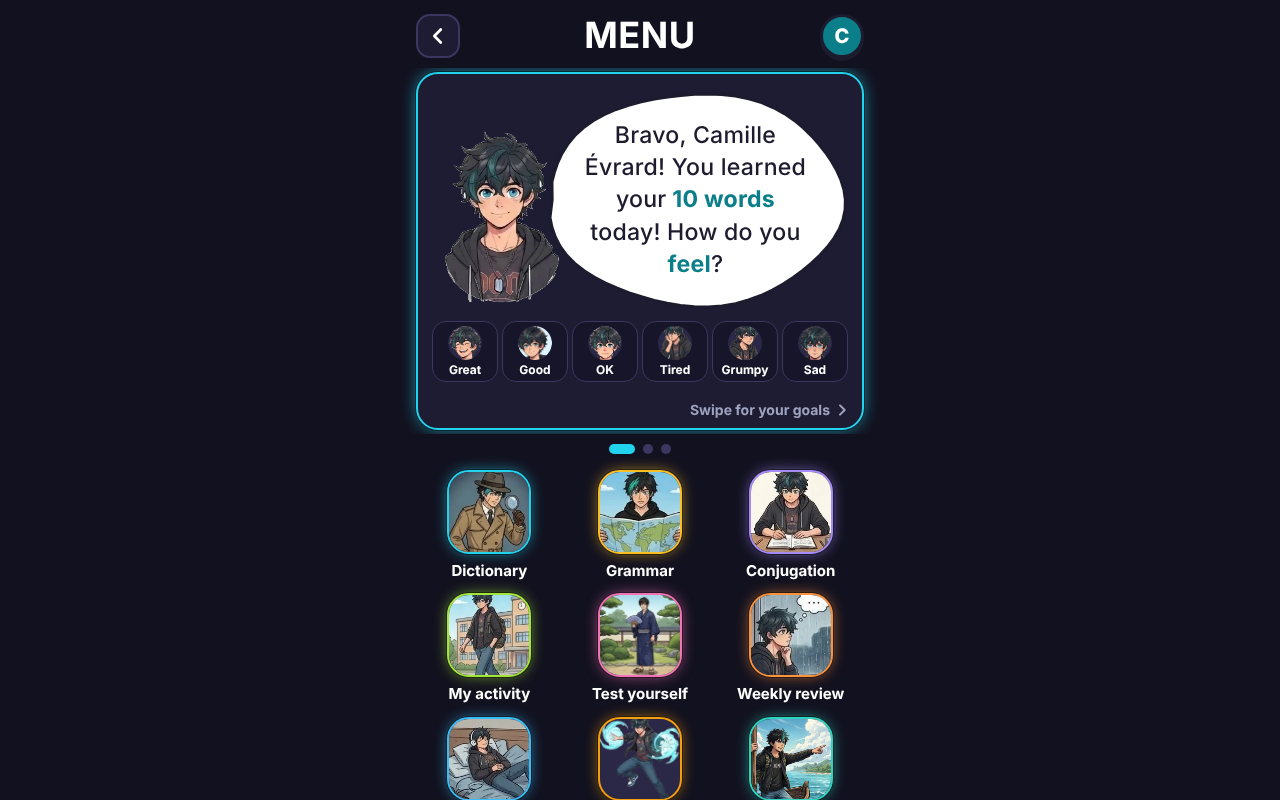 MENU
C
Bravo, Camille
Évrard! You learned
your 10 words
today! How do you
feel?
Great
Good
OK
Tired
Grumpy
Sad
Swipe for your goals
Dictionary
Grammar
Conjugation
My activity
Test yourself
Weekly review